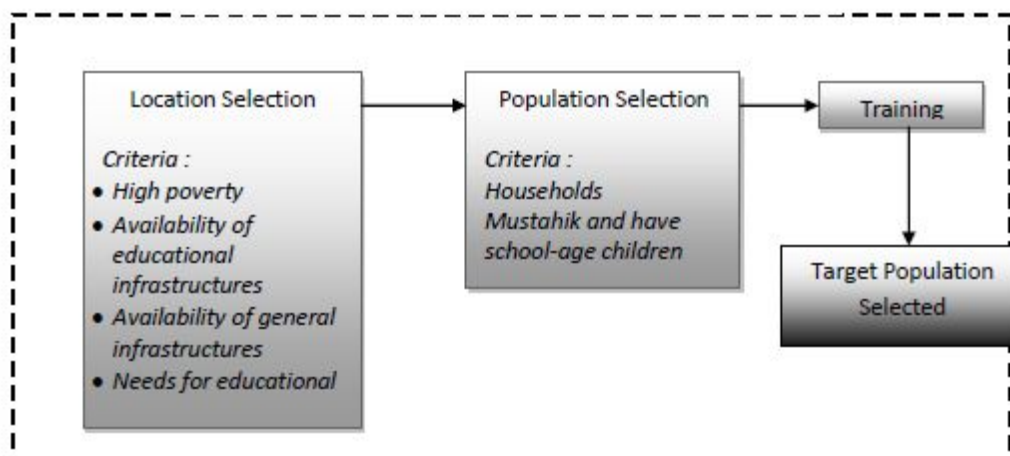 Location Selection
Criteria :
● High poverty
● Availability of
educational
infrastructures
● Availability of general
infrastructures
● Needs for educational
Population Selection
Criteria :
Households
Mustahik and have
school-age children
Training
Target Population
Selected